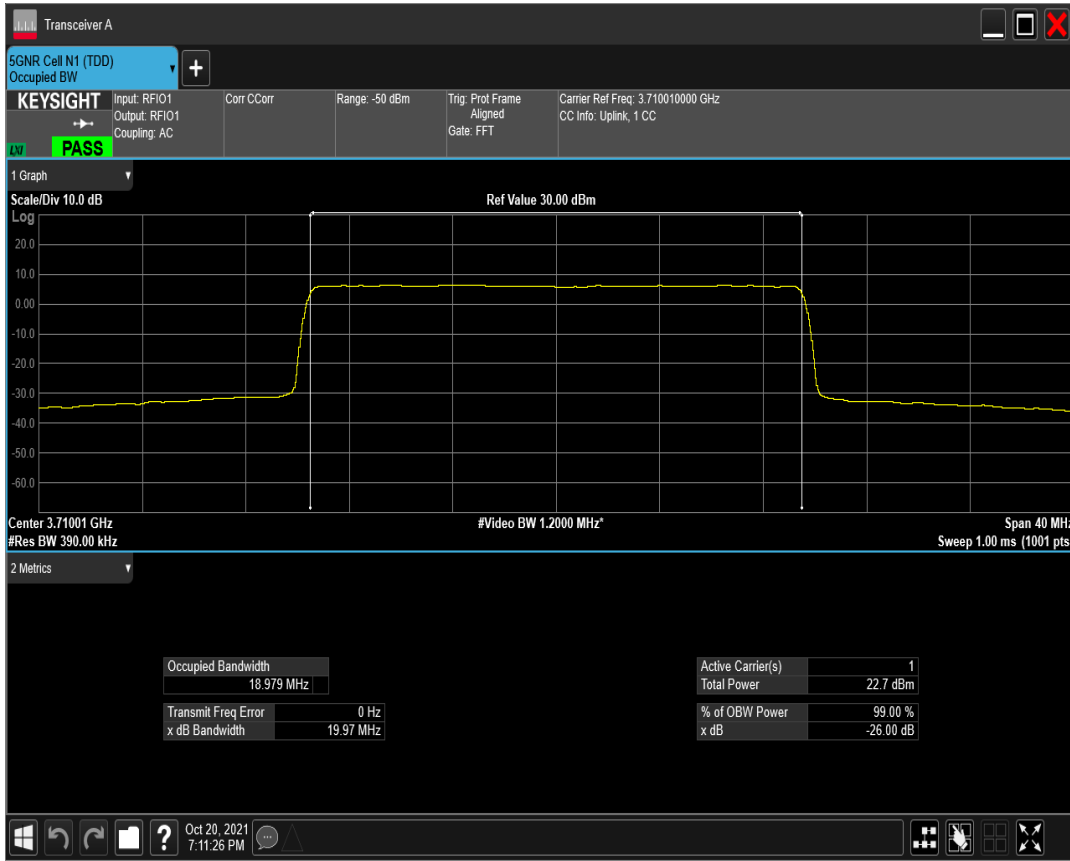 Transceiver A
5GNR Cell N1 (TDD)
Occupied BW
+
KEYSIGHT
LXI
PASS
Input: RFIO1
Output: RFIO1
Coupling: AC
Corr CCorr
Range: -50 dBm
Trig: Prot Frame
Aligned
Gate: FFT
Carrier Ref Freq: 3.710010000 GHz
CC Info: Uplink, 1 CC
1 Graph
Scale/Div 10.0 dB
Ref Value 30.00 dBm
Log
20.0
10.0
0.00
-10.0
-20.0
-30.0
-40.0
-50.0
-60.0
Center 3.71001 GHz
#Video BW 1.2000 MHz*
Span 40 MHz
#Res BW 390.00 kHz
Sweep 1.00 ms (1001 pts
2 Metrics
Occupied Bandwidth
18.979 MHz
Transmit Freq Error 0 Hz
x dB Bandwidth 19.97 MHz
Active Carrier(s) 1
Total Power 22.7 dBm
% of OBW Power 99.00 %
x dB -26.00 dB
?
Oct 20, 2021
7:11:26 PM